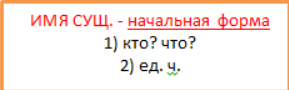 ИМЯ СУЩ. - начальная форма
1) кто? что?
2) ед. ч.